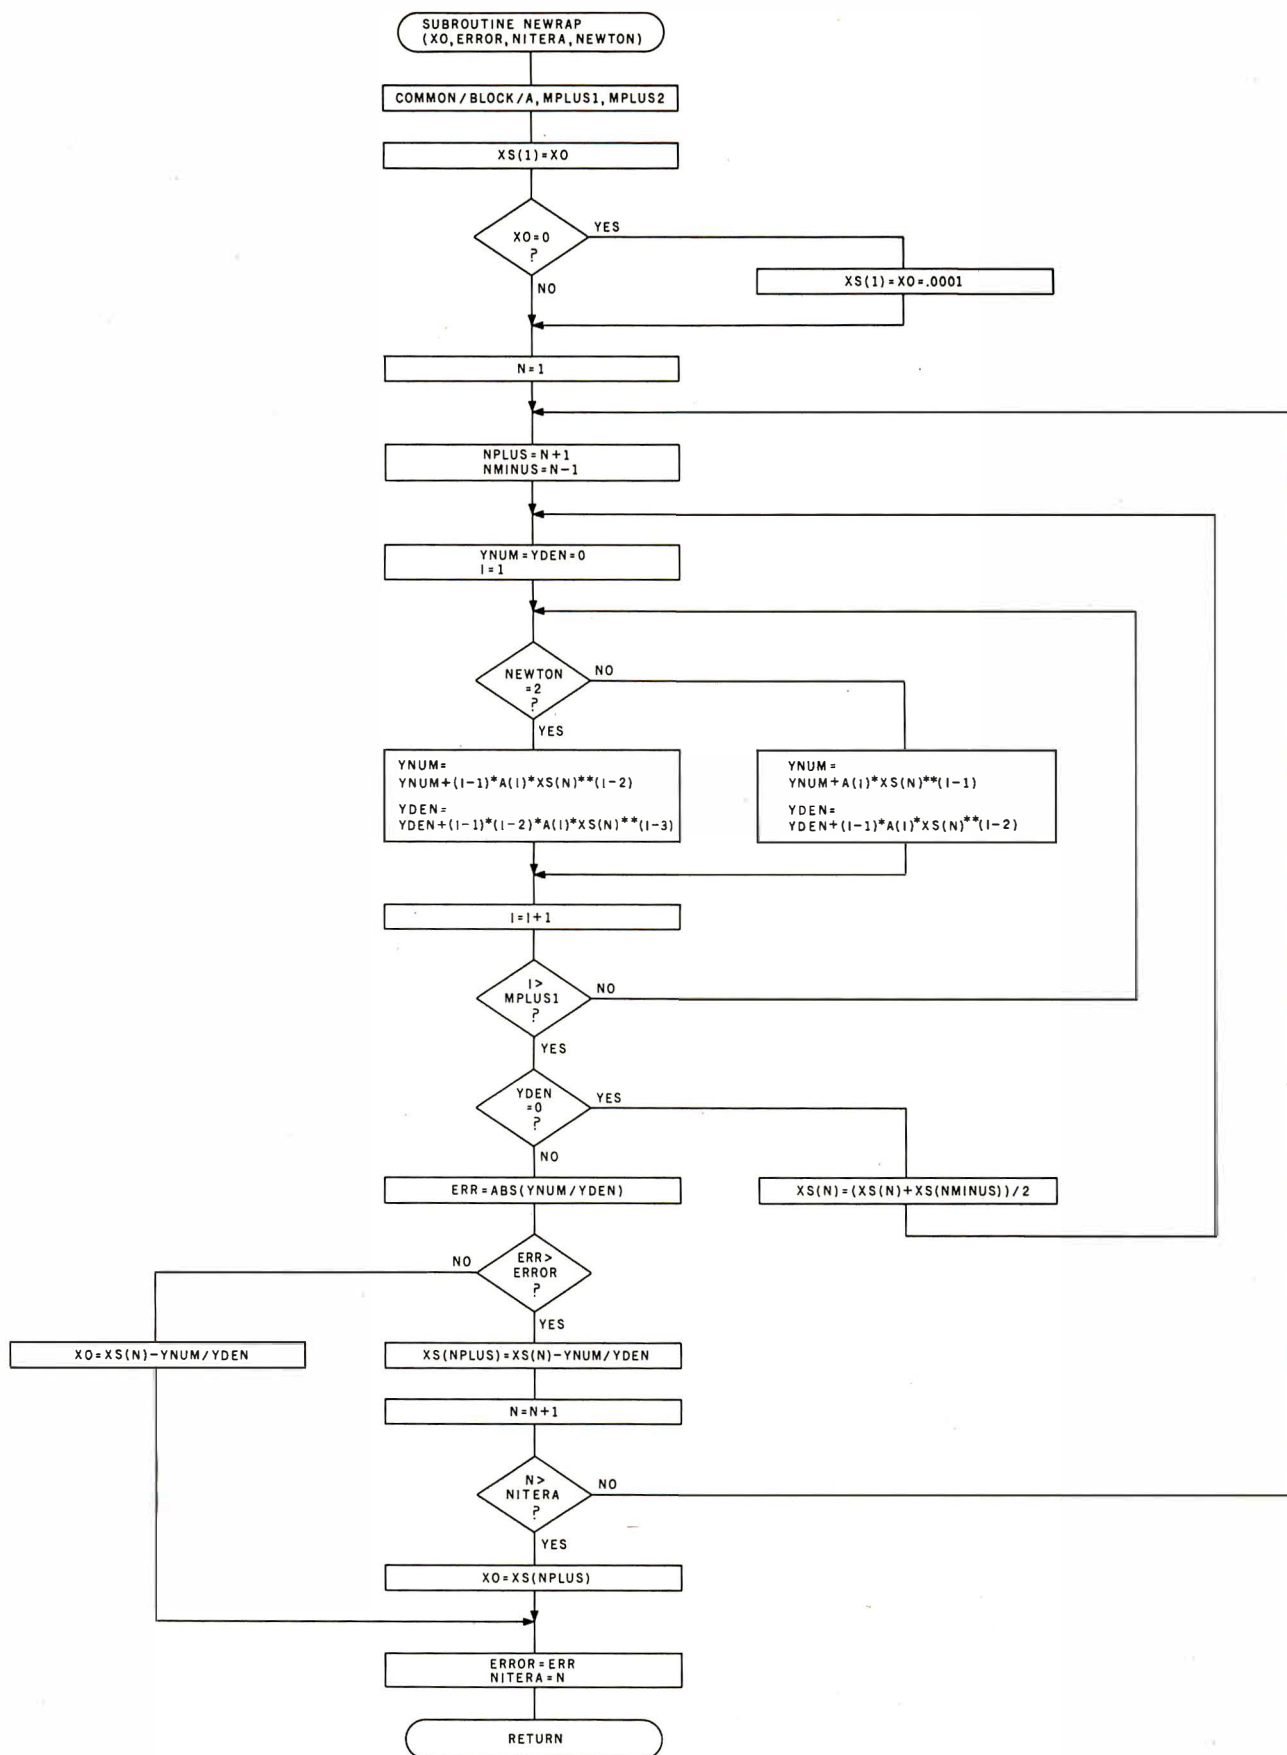 SUBROUTINE NEWRAP
(XO,ERROR,NITERA,NEWTON)
COMMON/BLOCK/A,MPLUS1,MPLUS2
XS(1)=XO
XO=0
?
YES
NO
XS(1)=XO=.0001
N=1
NPLUS=N+1
NMINUS=N-1
YNUM=YDEN=0
I=1
NEWTON
=2
?
NO
YES
YNUM=
YNUM+(I-1)*A(I)*XS(N)**(I-2)
YDEN=
YDEN+(I-1)*(I-2)*A(I)*XS(N)**(I-3)
YNUM=
YNUM+A(I)*XS(N)**(I-1)
YDEN=
YDEN+(I-1)*A(I)*XS(N)**(I-2)
I=I+1
I>
MPLUS1
?
NO
YES
YDEN
=0
?
YES
NO
ERR=ABS(YNUM/YDEN)
XS(N)=(XS(N)+XS(NMINUS))/2
ERR>
ERROR
?
NO
YES
XO=XS(N)-YNUM/YDEN
XS(NPLUS)=XS(N)-YNUM/YDEN
N=N+1
N>
NITERA
?
NO
YES
XO=XS(NPLUS)
ERROR=ERR
NITERA=N
RETURN